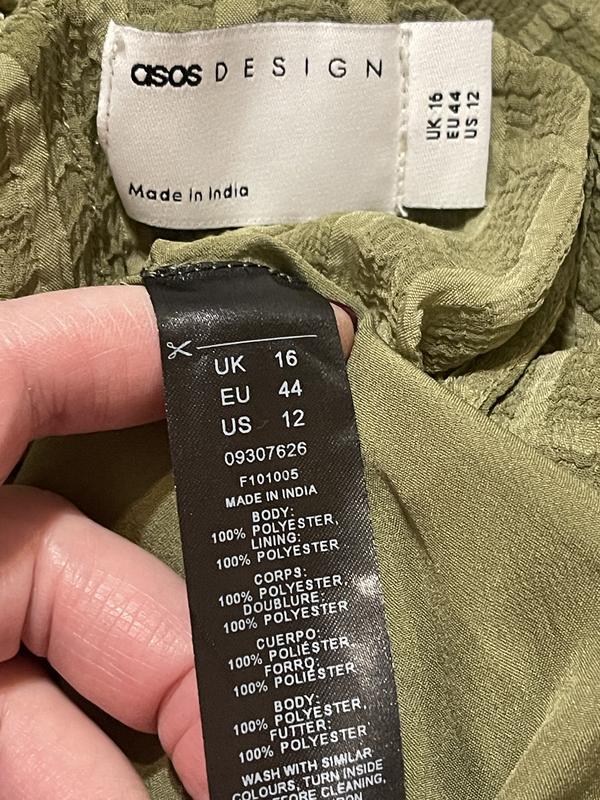 asos DESIGN
Made in India
UK 16
EU 44
US 12
UK 16
EU 44
US 12
09307626
F101005
MADE IN INDIA
BODY:
100% POLYESTER,
LINING:
100% POLYESTER
CORPS:
100% POLYESTER,
DOUBLURE:
100% POLYESTER
CUERPO:
100% POLIÉSTER,
FORRO:
100% POLIÉSTER
BODY:
100% POLYESTER,
FUTTER:
100% POLYESTER
WASH WITH SIMILAR
COLOURS, TURN INSIDE
BEFORE CLEANING,